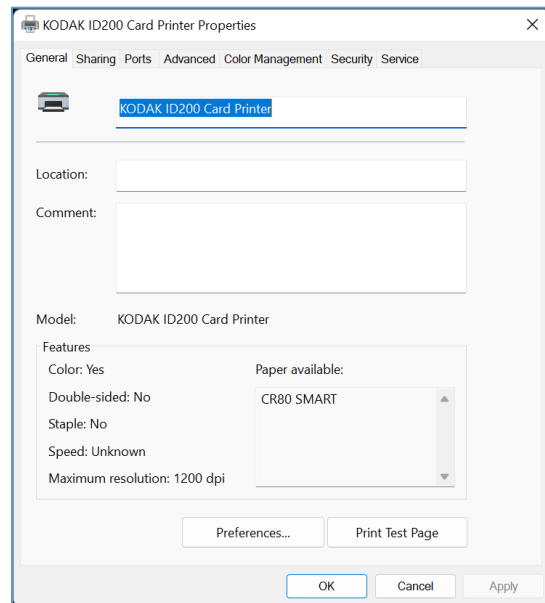 KODAK ID200 Card Printer Properties
General Sharing Ports Advanced Color Management Security Service
KODAK ID200 Card Printer
Location:
Comment:
Model: KODAK ID200 Card Printer
Features
Color: Yes Paper available:
Double-sided: No CR80 SMART
Staple: No
Speed: Unknown
Maximum resolution: 1200 dpi
Preferences... Print Test Page
OK Cancel Apply